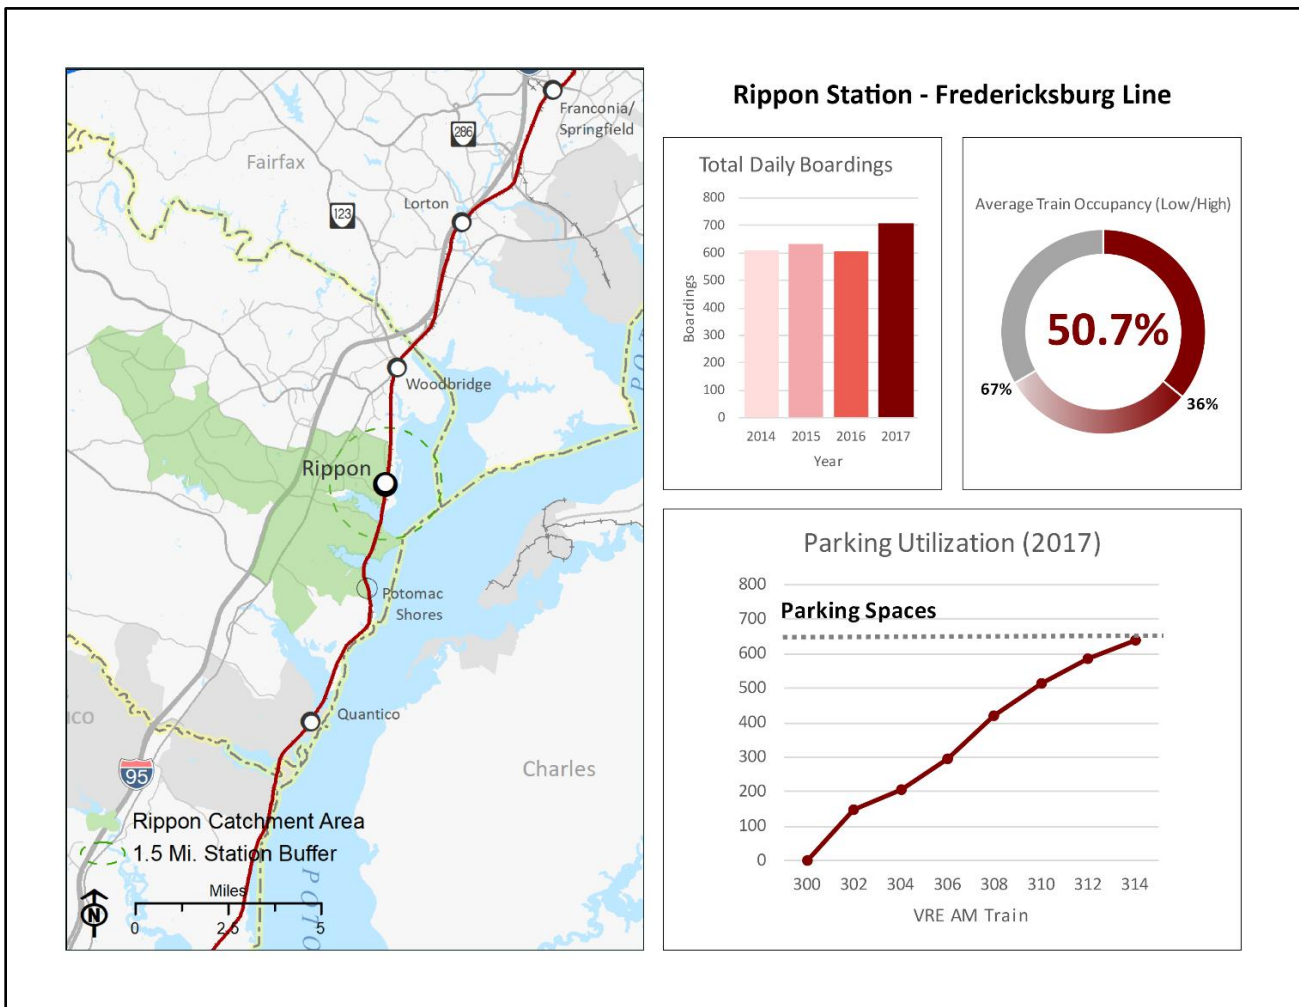 Rippon Station - Fredericksburg Line
Franconia/
Springfield
286
Fairfax
123
Lorton
Woodbridge
Rippon
Potomac
Shores
Quantico
Charles
95
Rippon Catchment Area
1.5 Mi. Station Buffer
Miles
0 2.5 5
N
POTO
Total Daily Boardings
800
700
600
500
400
300
200
100
0
Boardings
2014 2015 2016 2017
Year
Average Train Occupancy (Low/High)
50.7%
67%
36%
Parking Utilization (2017)
800
Parking Spaces
700
600
500
400
300
200
100
0
300 302 304 306 308 310 312 314
VRE AM Train